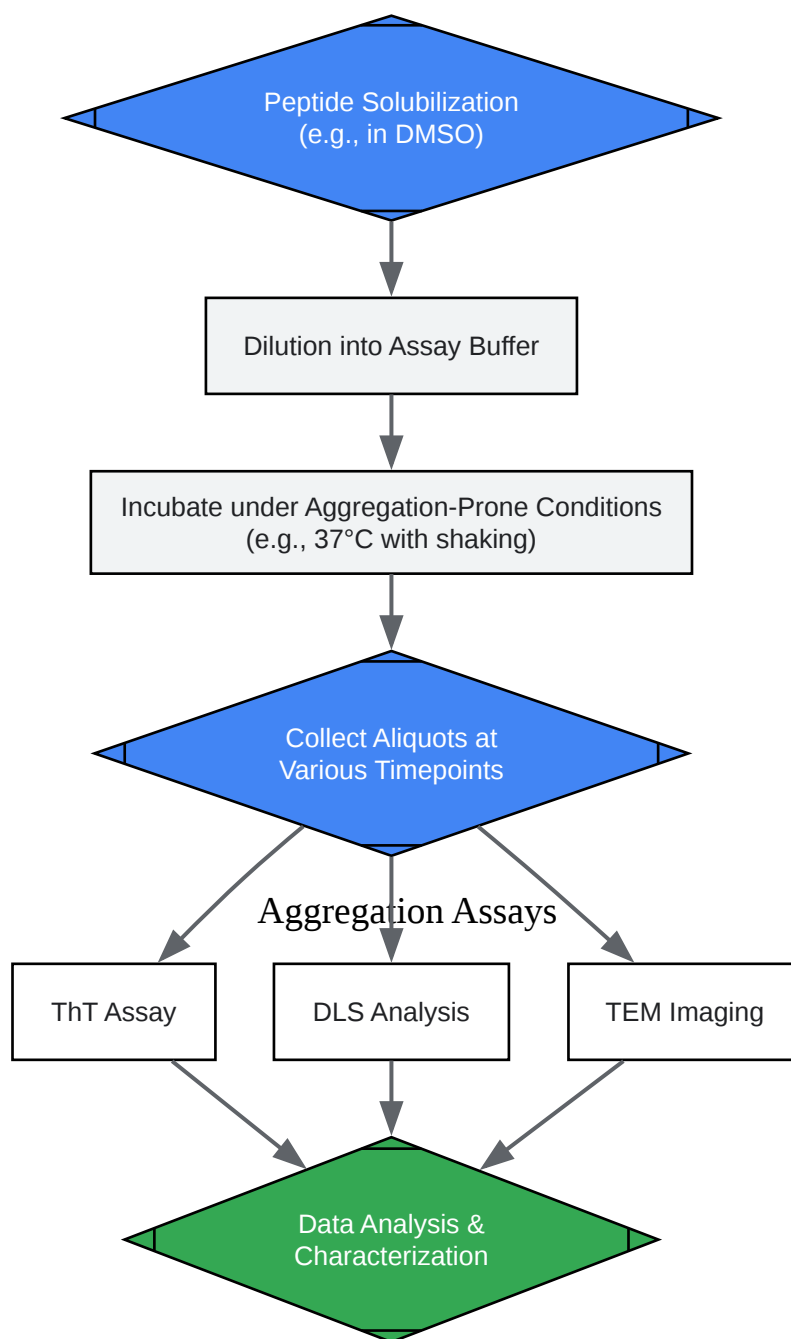 Peptide Solubilization
(e.g., in DMSO)
Dilution into Assay Buffer
Incubate under Aggregation-Prone Conditions
(e.g., 37°C with shaking)
Collect Aliquots at
Various Timepoints
Aggregation Assays
ThT Assay
DLS Analysis
TEM Imaging
Data Analysis &
Characterization